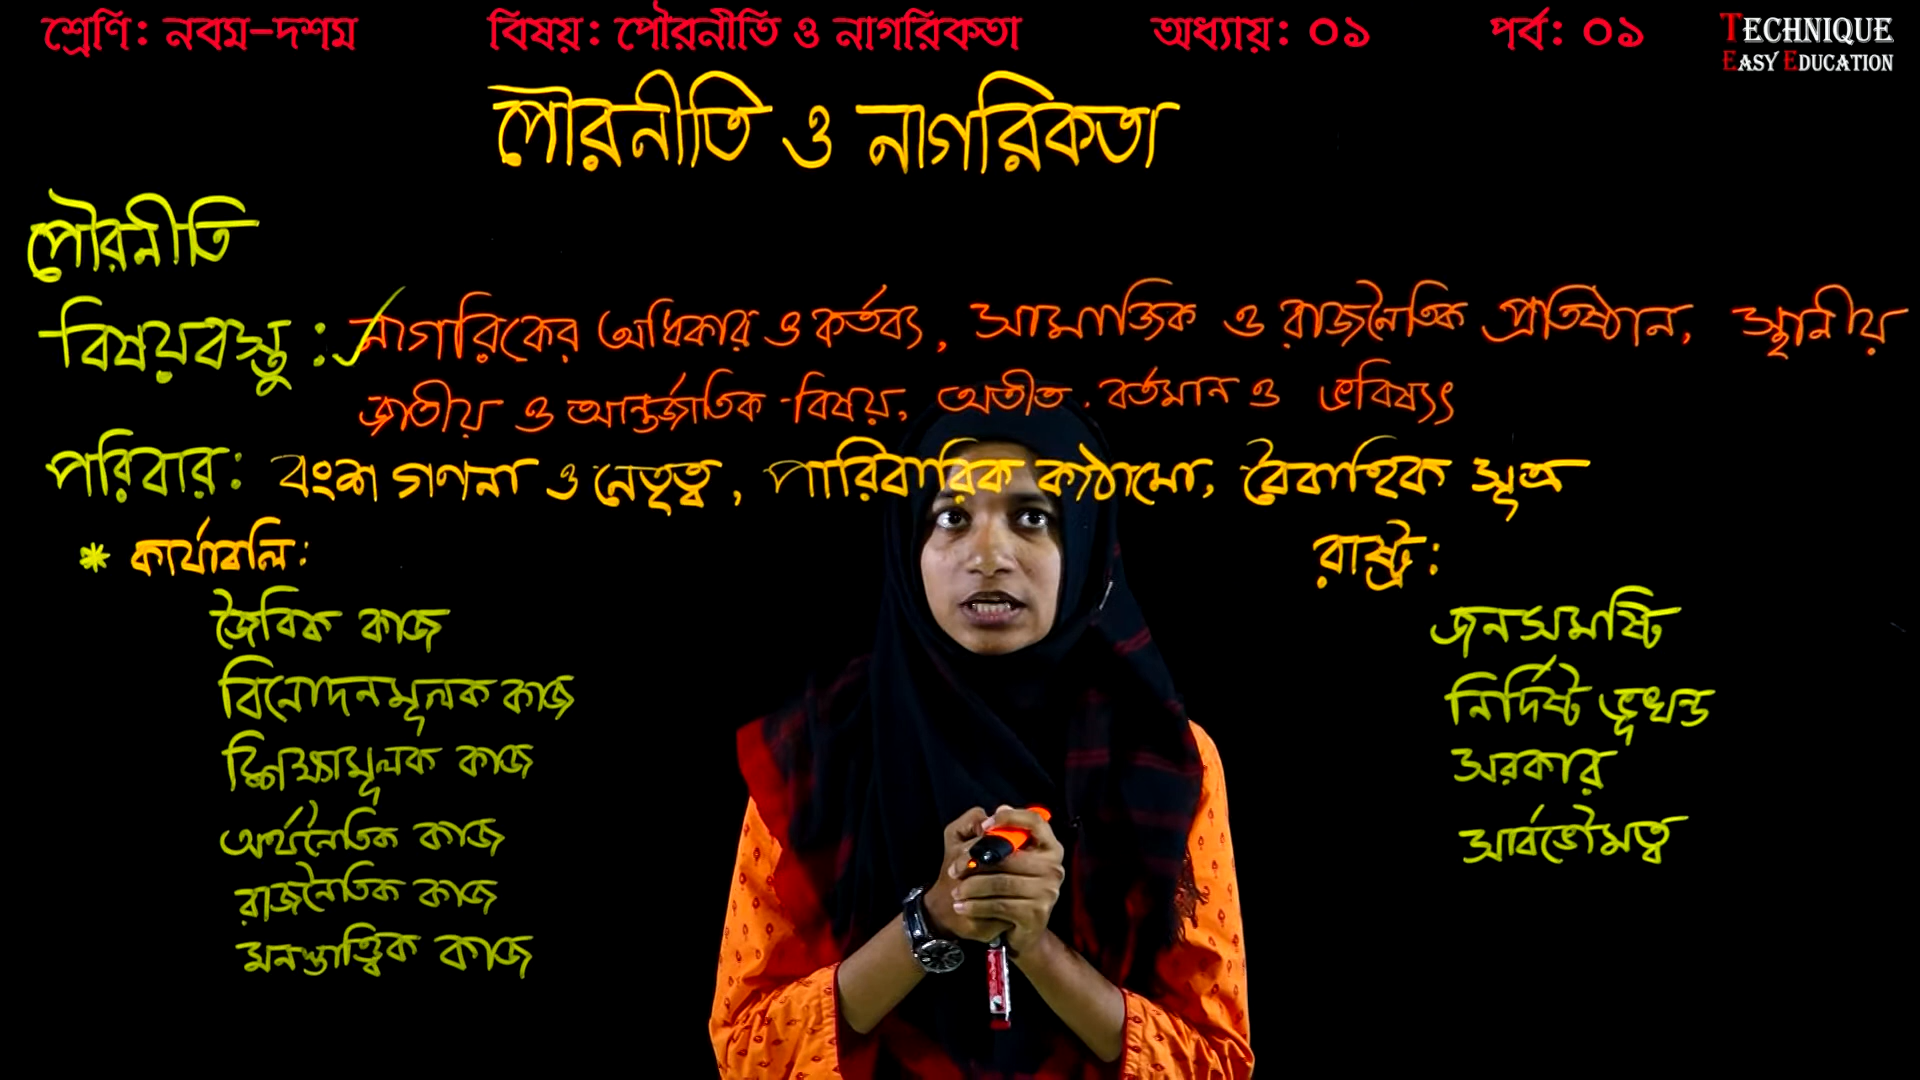 শ্রেণি: নবম-দশম বিষয়: পৌরনীতি ও নাগরিকতা অধ্যায়: ০১ পর্ব: ০১ TECHNIQUE
EASY EDUCATION
পৌরনীতি ও নাগরিকতা
পৌরনীতি
বিষয়বস্তু: নাগরিকের অধিকার ও কর্তব্য, সামাজিক ও রাজনৈতিক প্রতিষ্ঠান, স্থানীয়
জাতীয় ও আন্তর্জাতিক বিষয়, অতীত, বর্তমান ও ভবিষ্যৎ
পরিবার: বংশ গণনা ও নেতৃত্ব, পারিবারিক কাঠামো, বৈবাহিক সূত্র
* কার্যাবলি:
জৈবিক কাজ
বিনোদনমূলক কাজ
শিক্ষামূলক কাজ
অর্থনৈতিক কাজ
রাজনৈতিক কাজ
মনস্তাত্ত্বিক কাজ
রাষ্ট্র:
জনসমষ্টি
নির্দিষ্ট ভূখন্ড
সরকার
সার্বভৌমত্ব